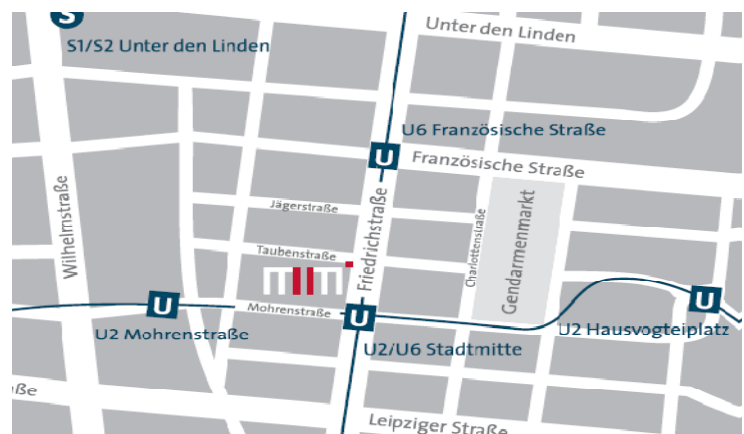 S
S1/S2 Unter den Linden
Unter den Linden
U6 Französische Straße
U
Französische Straße
Wilhelmstraße
Jägerstraße
Friedrichstraße
Charlottenstraße
Gendarmenmarkt
Taubenstraße
U
Mohrenstraße
U
U
U2 Mohrenstraße
U2/U6 Stadtmitte
U2 Hausvogteiplatz
aße
Leipziger Straße